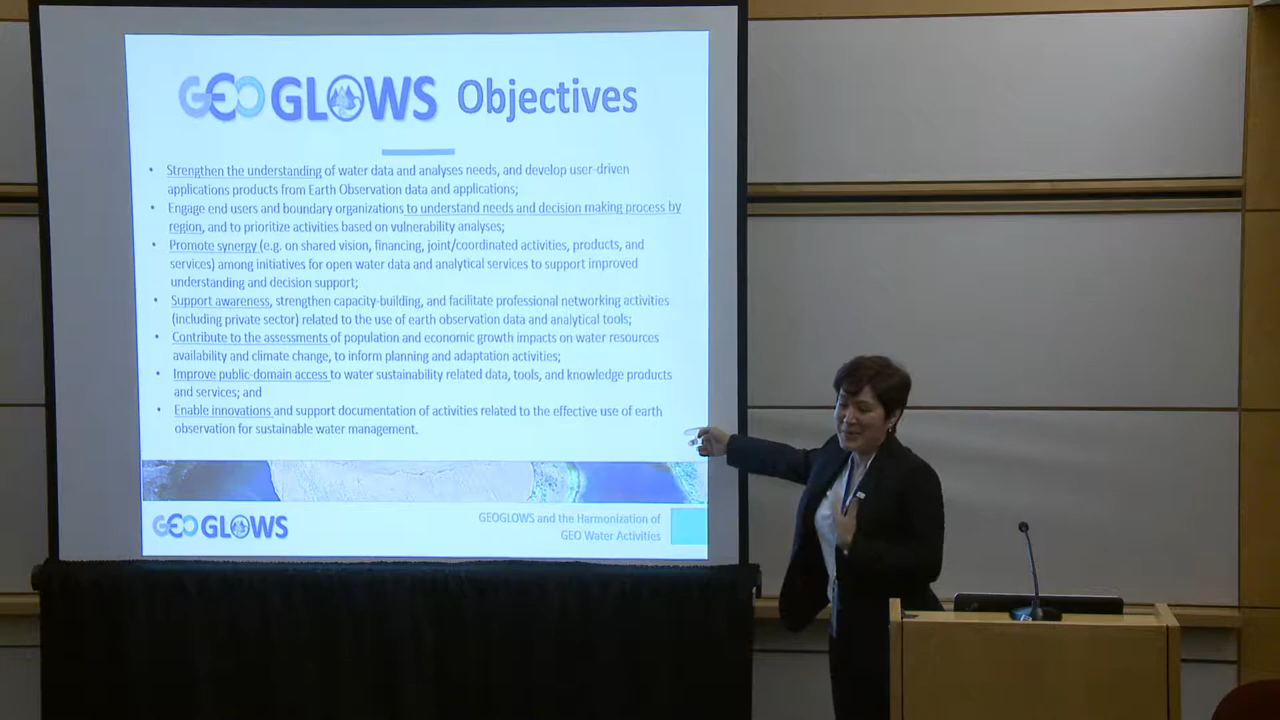 GEO GLOWS Objectives
• Strengthen the understanding of water data and analyses needs, and develop user-driven
applications products from Earth Observation data and applications;
• Engage end users and boundary organizations to understand needs and decision making process by
region, and to prioritize activities based on vulnerability analyses;
• Promote synergy (e.g. on shared vision, financing, joint/coordinated activities, products, and
services) among initiatives for open water data and analytical services to support improved
understanding and decision support;
• Support awareness, strengthen capacity-building, and facilitate professional networking activities
(including private sector) related to the use of earth observation data and analytical tools;
• Contribute to the assessments of population and economic growth impacts on water resources
availability and climate change, to inform planning and adaptation activities;
• Improve public-domain access to water sustainability related data, tools, and knowledge products
and services; and
• Enable innovations and support documentation of activities related to the effective use of earth
observation for sustainable water management.
GEO GLOWS
GEOGLOWS and the Harmonization of
GEO Water Activities